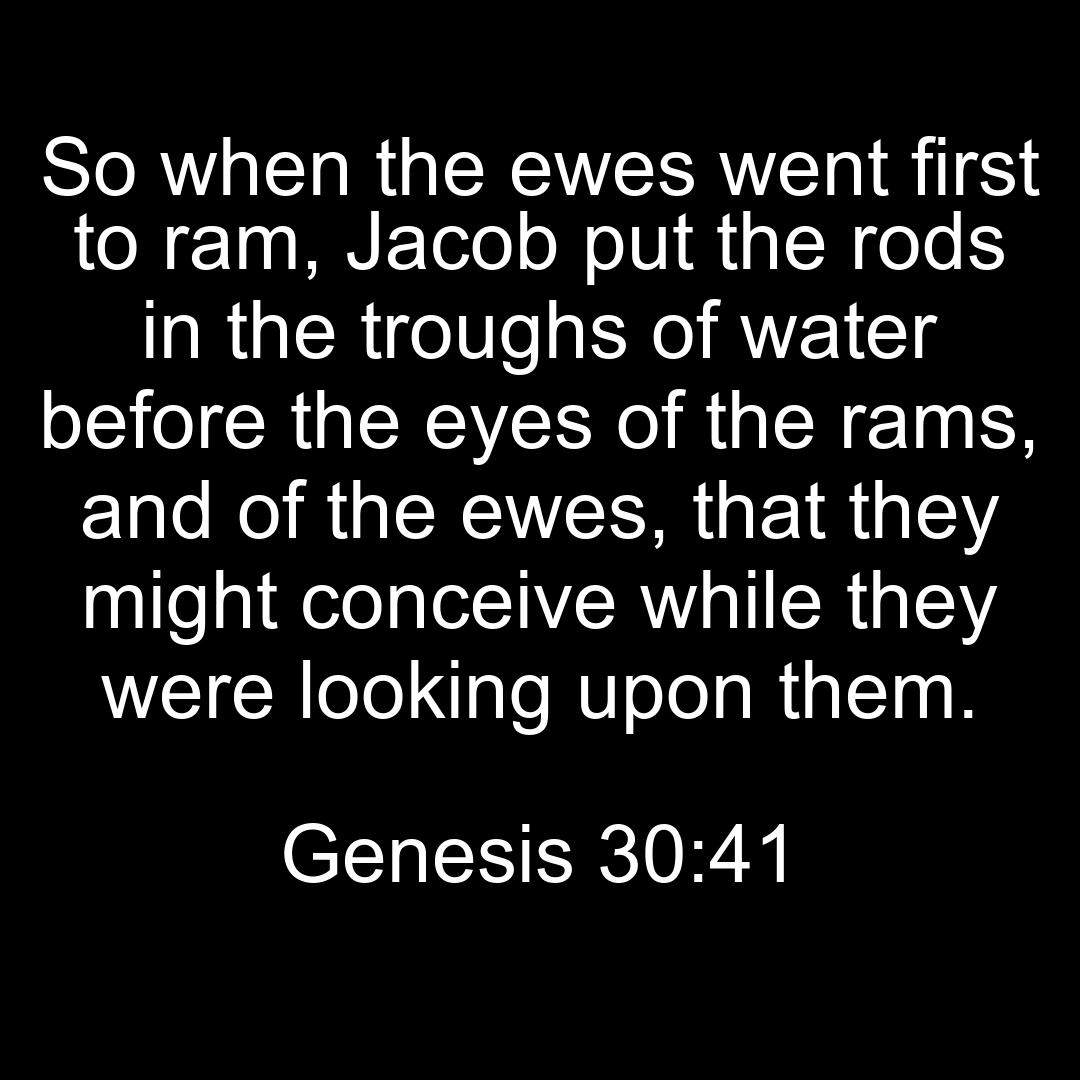 So when the ewes went first
to ram, Jacob put the rods
in the troughs of water
before the eyes of the rams,
and of the ewes, that they
might conceive while they
were looking upon them.
Genesis 30:41